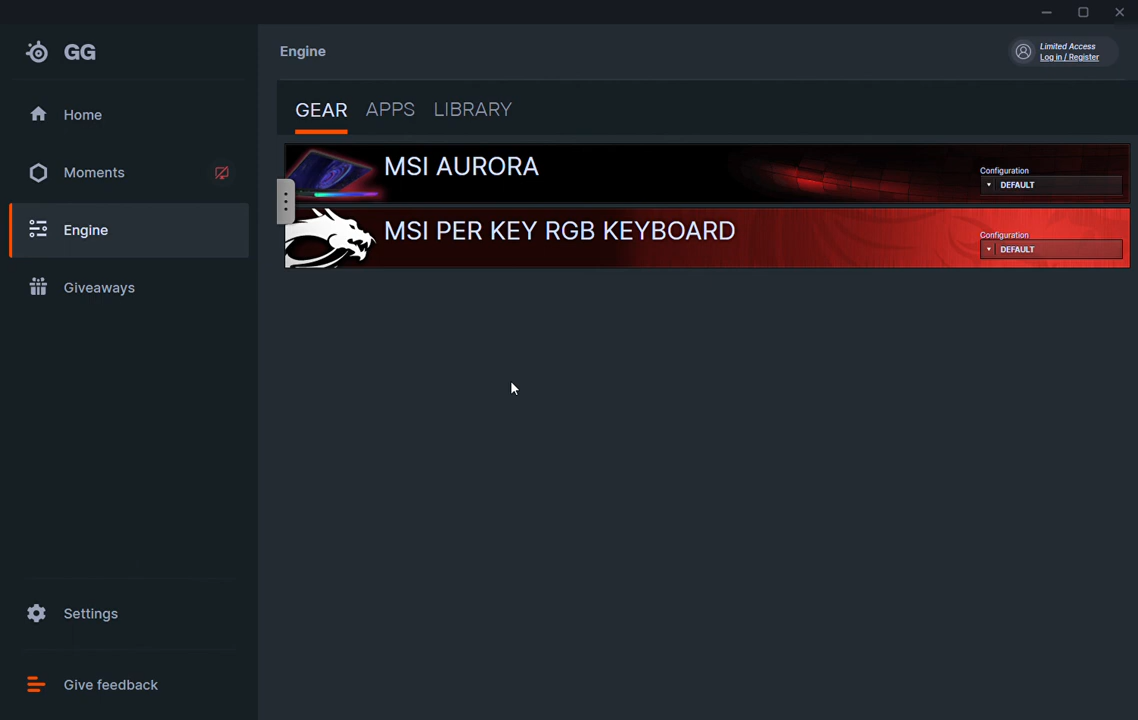 GG
Engine
Limited Access
Log in / Register
Home
Moments
Engine
Giveaways
Settings
Give feedback
GEAR APPS LIBRARY
MSI AURORA
Configuration
DEFAULT
MSI PER KEY RGB KEYBOARD
Configuration
DEFAULT